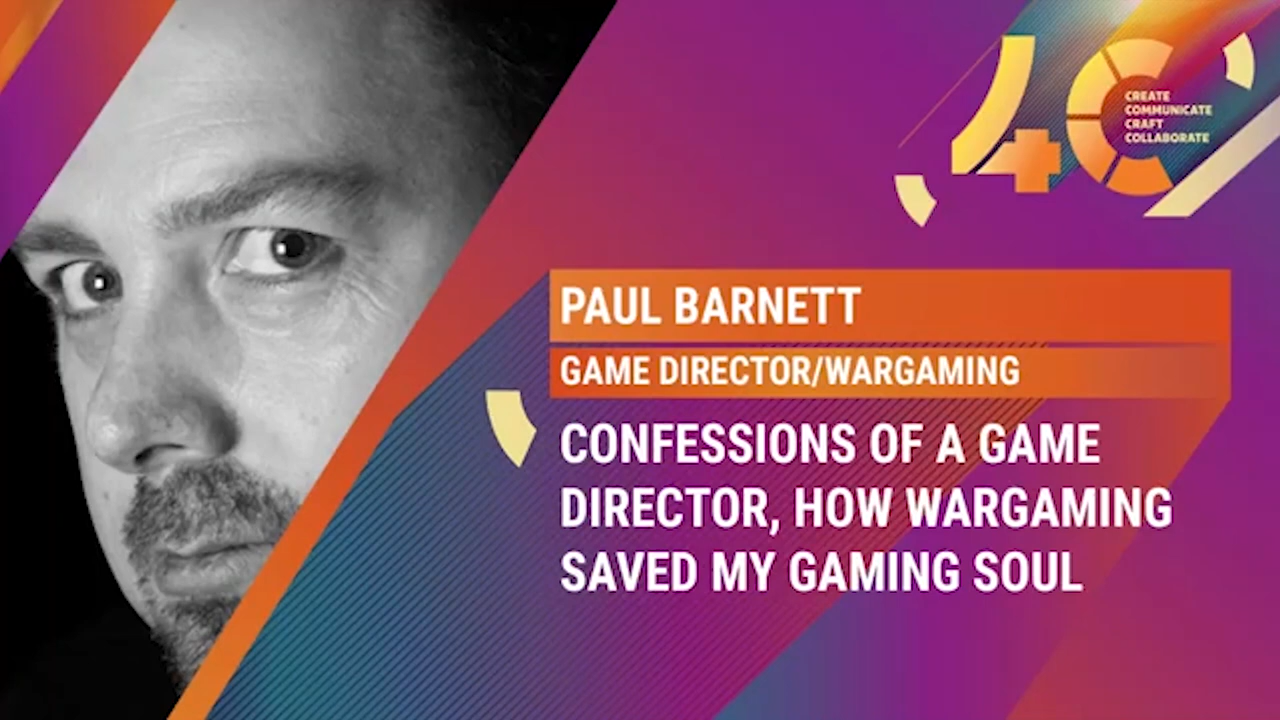 4C
CREATE
COMMUNICATE
CRAFT
COLLABORATE
PAUL BARNETT
GAME DIRECTOR/WARGAMING
CONFESSIONS OF A GAME
DIRECTOR, HOW WARGAMING
SAVED MY GAMING SOUL